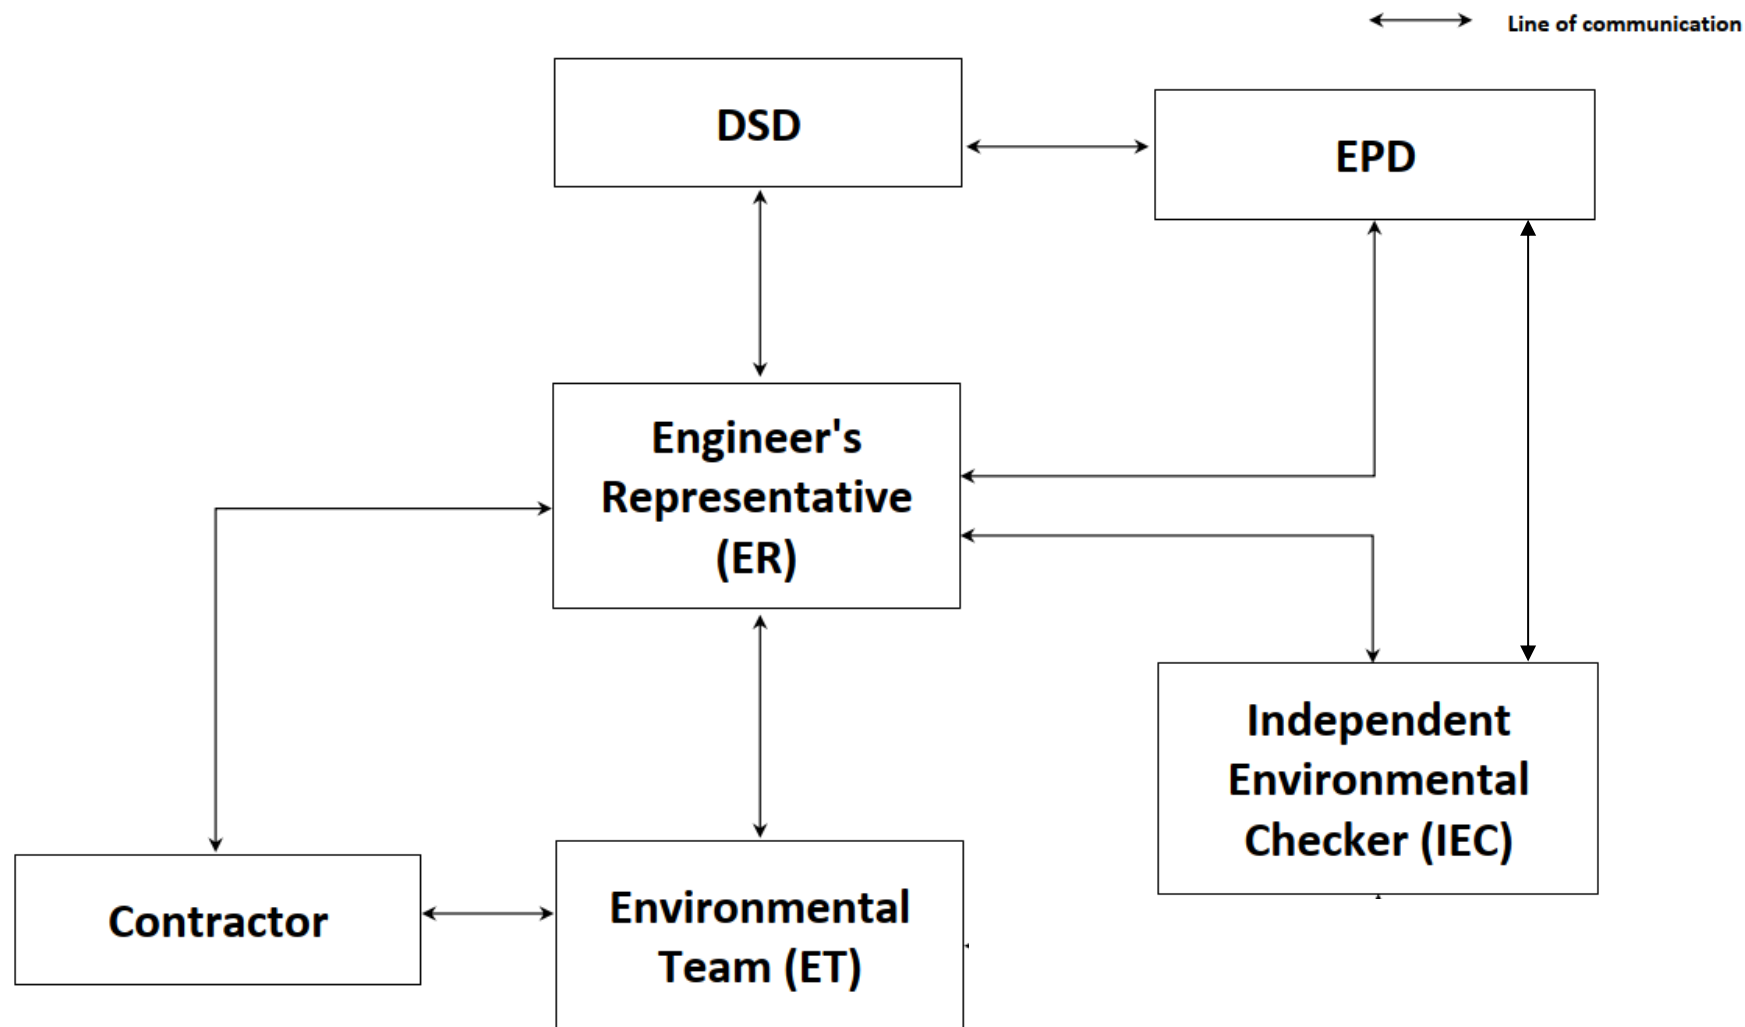 Line of communication
DSD
EPD
Engineer's
Representative
(ER)
Independent
Environmental
Checker (IEC)
Contractor
Environmental
Team (ET)